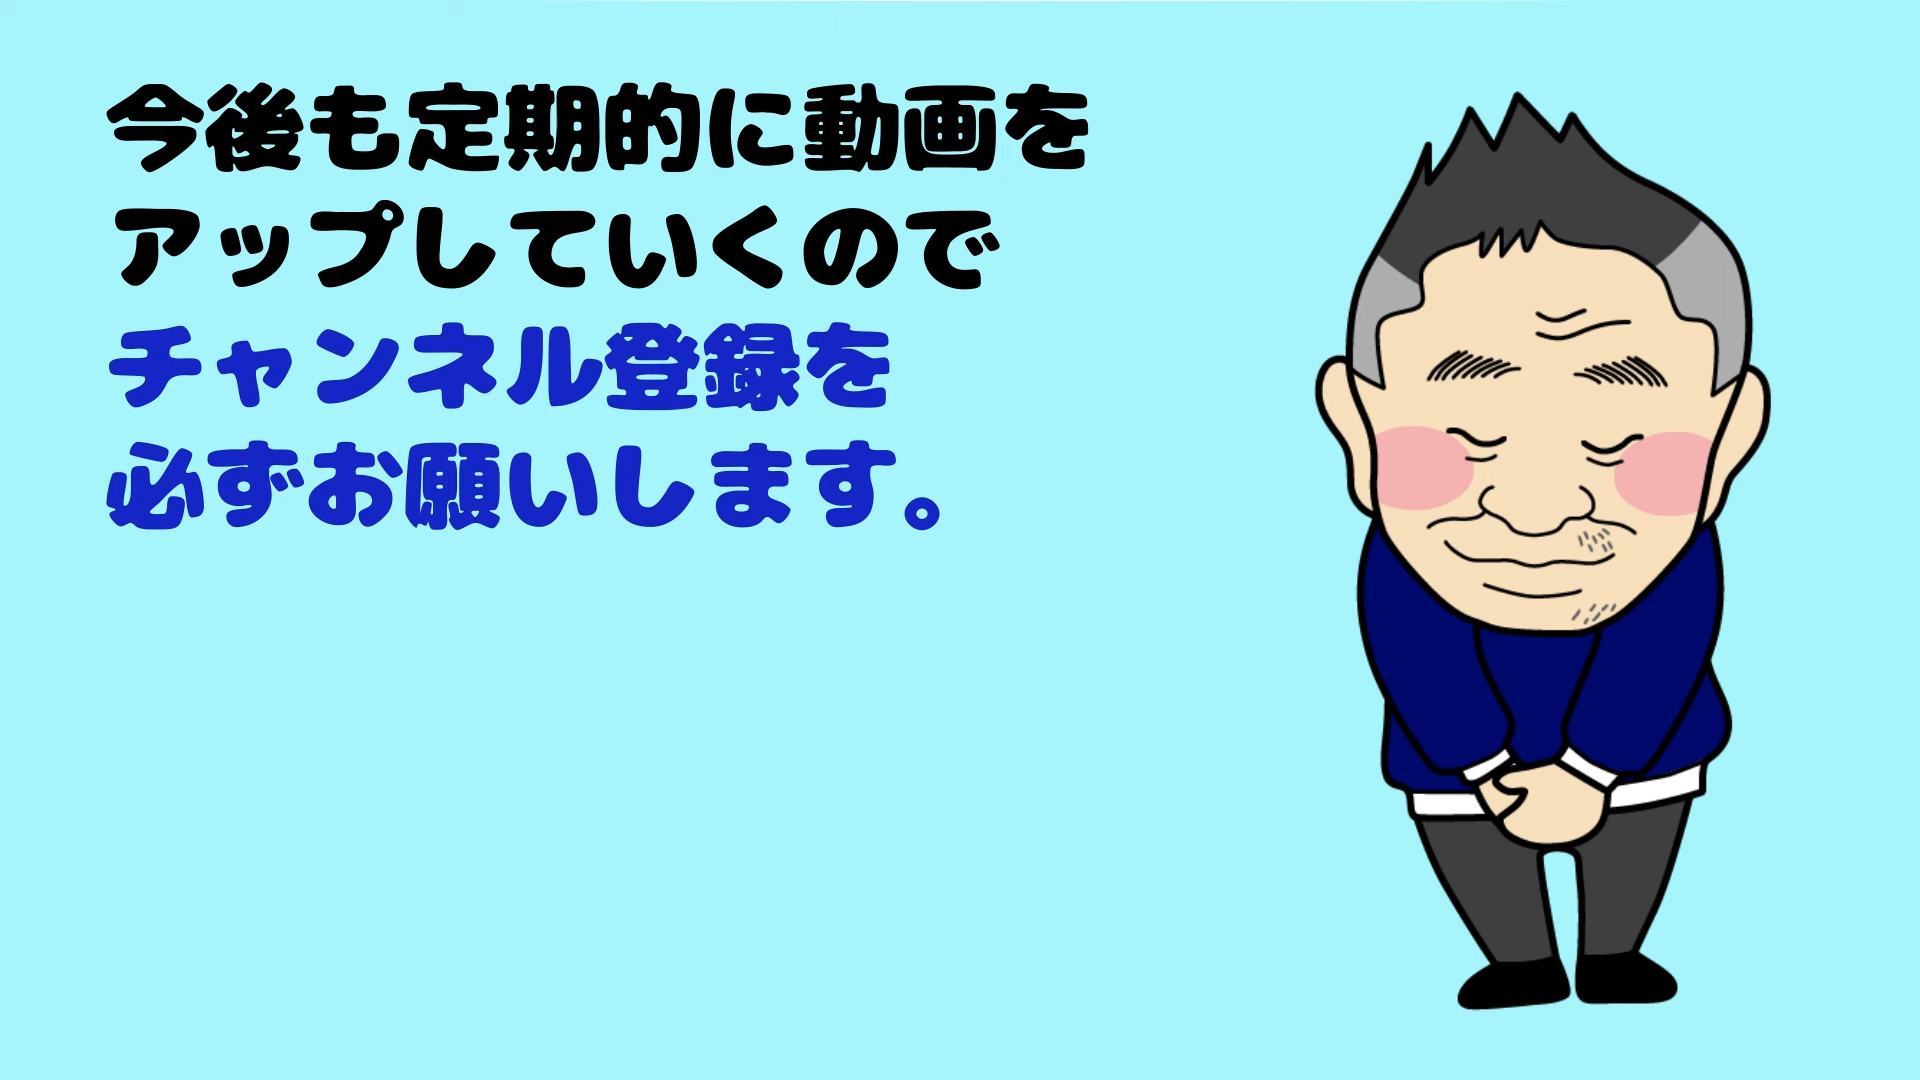 今後も定期的に動画を
アップしていくので
チャンネル登録を
必ずお願いします。